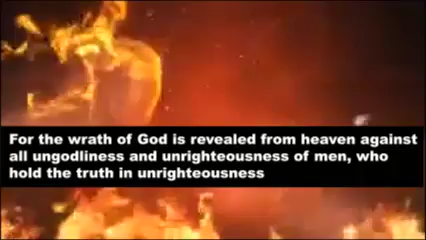 For the wrath of God is revealed from heaven against
all ungodliness and unrighteousness of men, who
hold the truth in unrighteousness